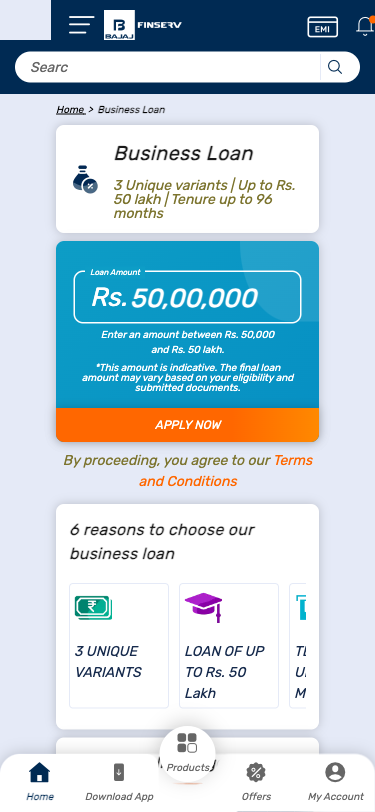 BAJAJ FINSERV
EMI
Searc
Home > Business Loan
Business Loan
3 Unique variants | Up to Rs.
50 lakh | Tenure up to 96
months
Loan Amount
Rs. 50,00,000
Enter an amount between Rs. 50,000
and Rs. 50 lakh.
*This amount is indicative. The final loan
amount may vary based on your eligibility and
submitted documents.
APPLY NOW
By proceeding, you agree to our Terms
and Conditions
6 reasons to choose our
business loan
3 UNIQUE
VARIANTS
LOAN OF UP
TO Rs. 50
Lakh
Home
Download App
Products
Offers
My Account